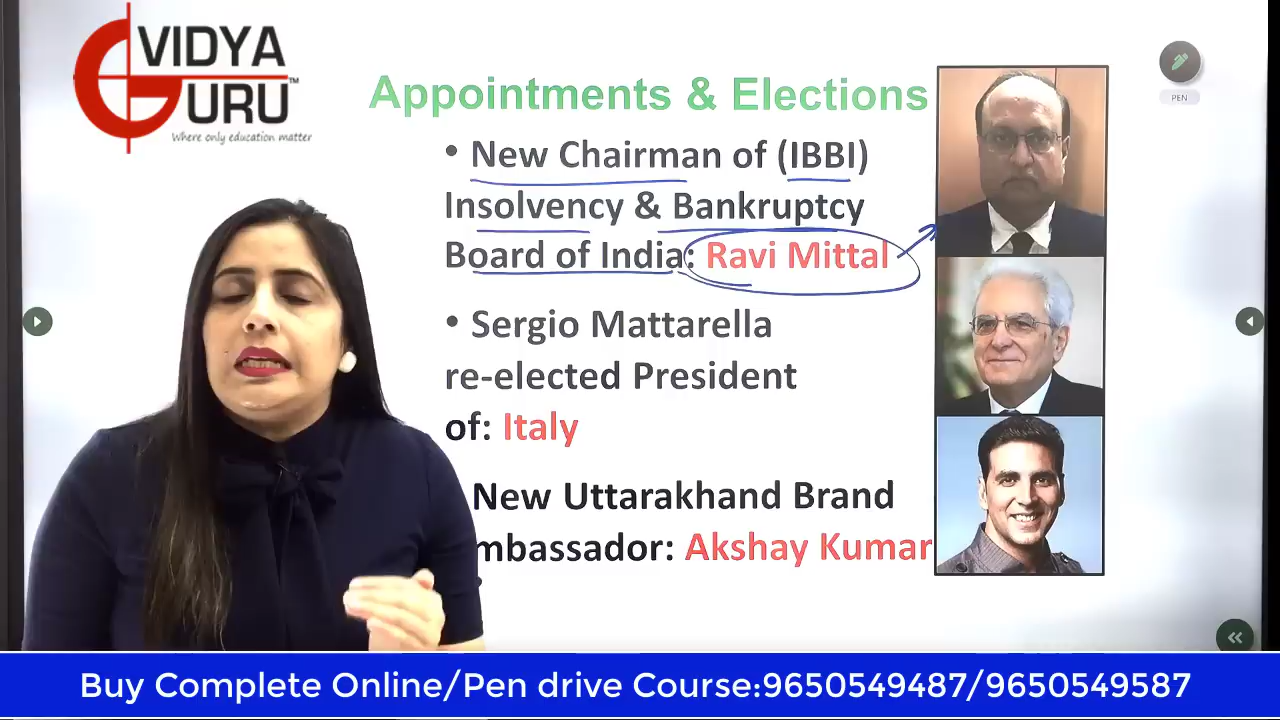 VIDYA
GURU™
Where only education matter
Appointments & Elections
PEN
• New Chairman of (IBBI)
Insolvency & Bankruptcy
Board of India: Ravi Mittal
• Sergio Mattarella
re-elected President
of: Italy
New Uttarakhand Brand
mbassador: Akshay Kumar
Buy Complete Online/Pen drive Course:9650549487/9650549587